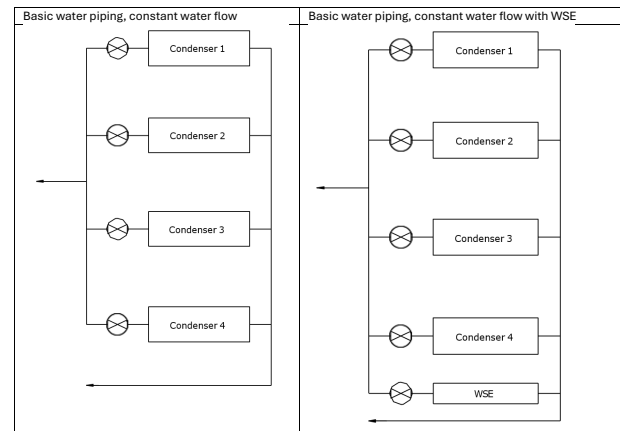 Basic water piping, constant water flow
Condenser 1
Condenser 2
Condenser 3
Condenser 4
Basic water piping, constant water flow with WSE
Condenser 1
Condenser 2
Condenser 3
Condenser 4
WSE